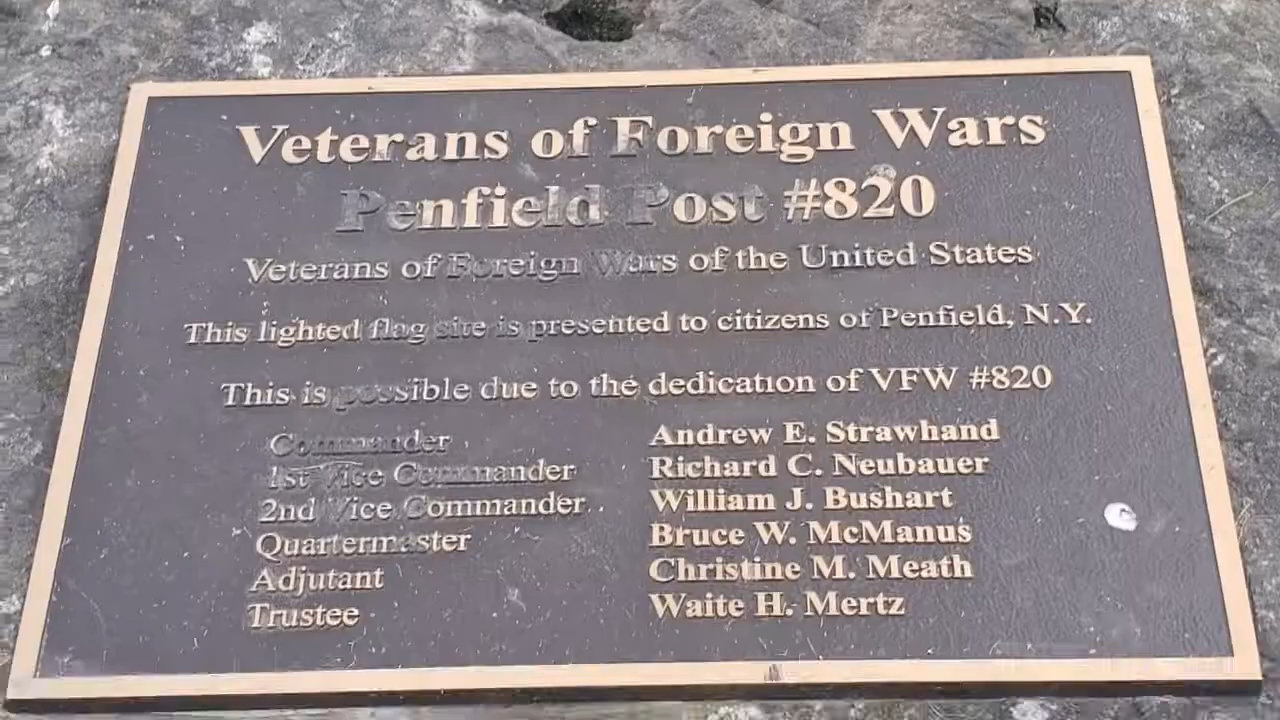 Veterans of Foreign Wars
Penfield Post #820
Veterans of Foreign Wars of the United States
This lighted flag site is presented to citizens of Penfield, N.Y.
This is possible due to the dedication of VFW #820
Commander Andrew E. Strawhand
1st Vice Commander Richard C. Neubauer
2nd Vice Commander William J. Bushart
Quartermaster Bruce W. McManus
Adjutant Christine M. Meath
Trustee Waite H. Mertz